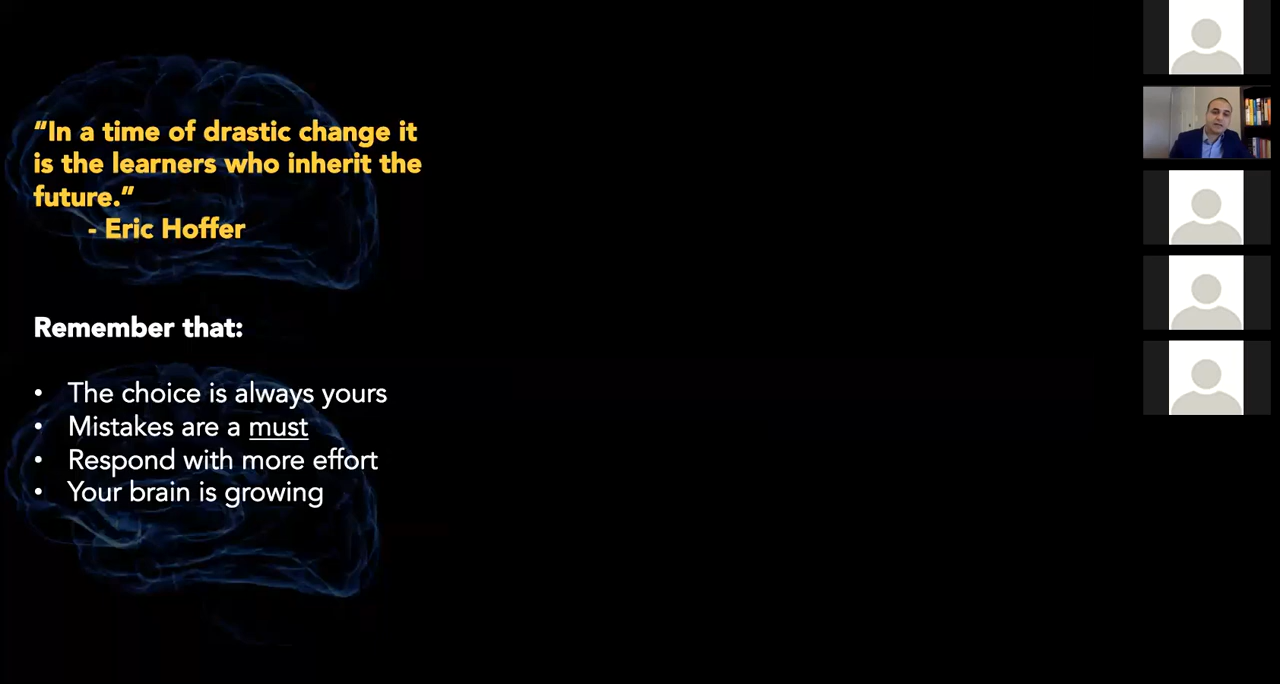 “In a time of drastic change it
is the learners who inherit the
future.”
- Eric Hoffer
Remember that:
• The choice is always yours
• Mistakes are a must
• Respond with more effort
• Your brain is growing